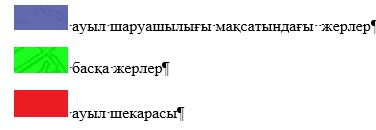 ауыл шаруашылығы мақсатындағы жерлер¶
басқа жерлер¶
ауыл шекарасы¶